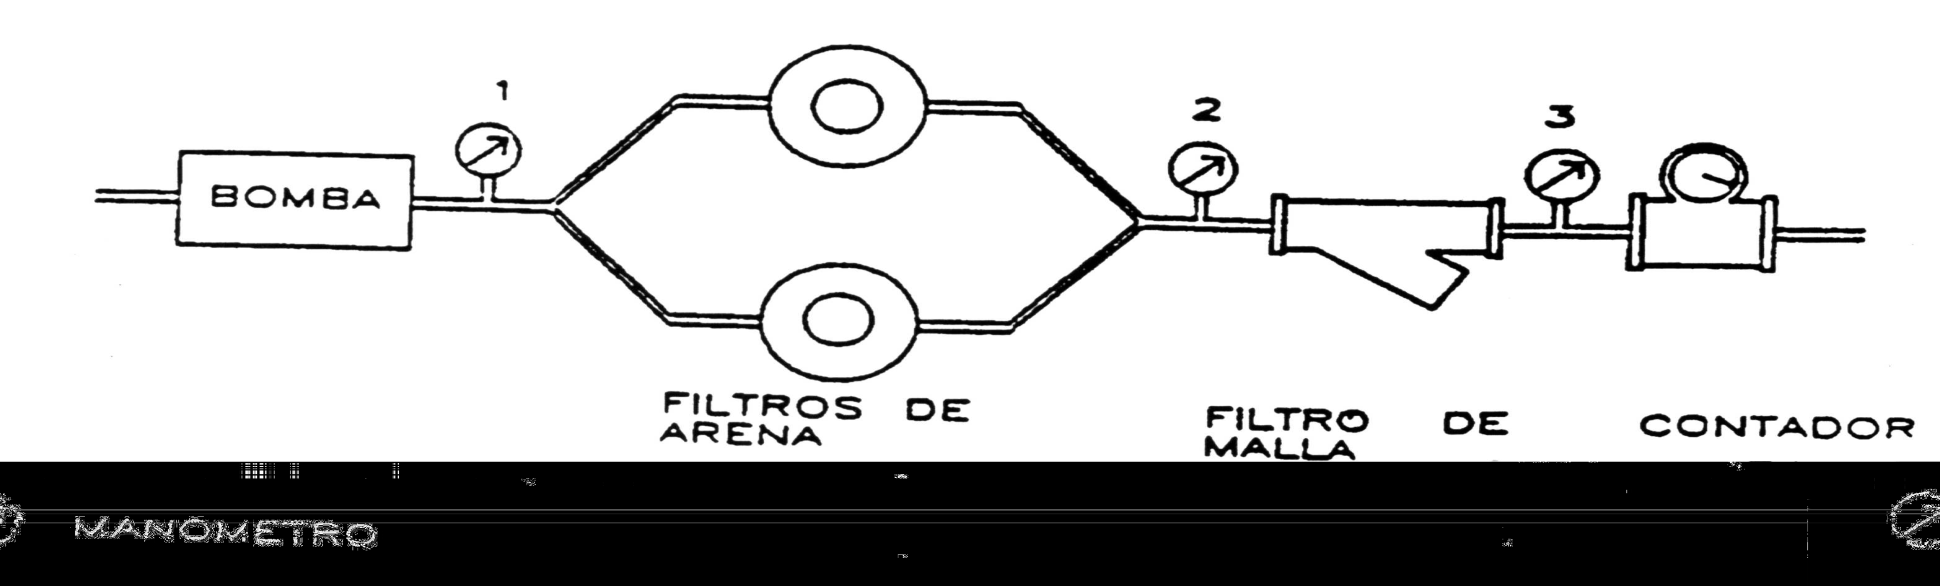 1
2
3
BOMBA
FILTROS DE
ARENA
FILTRO DE
MALLA
CONTADOR
MANOMETRO